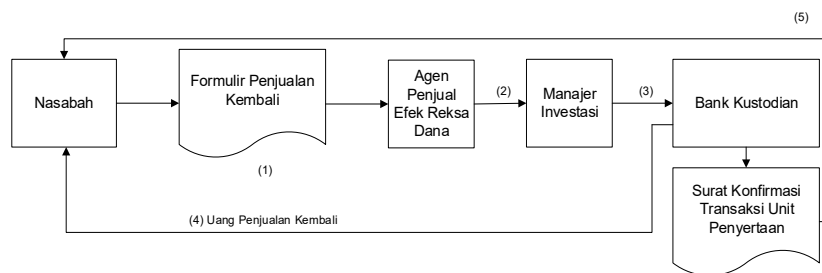 (5)
Nasabah
Formulir Penjualan
Kembali
(1)
Agen
Penjual
Efek Reksa
Dana
(2)
Manajer
Investasi
(3)
Bank Kustodian
(4) Uang Penjualan Kembali
Surat Konfirmasi
Transaksi Unit
Penyertaan